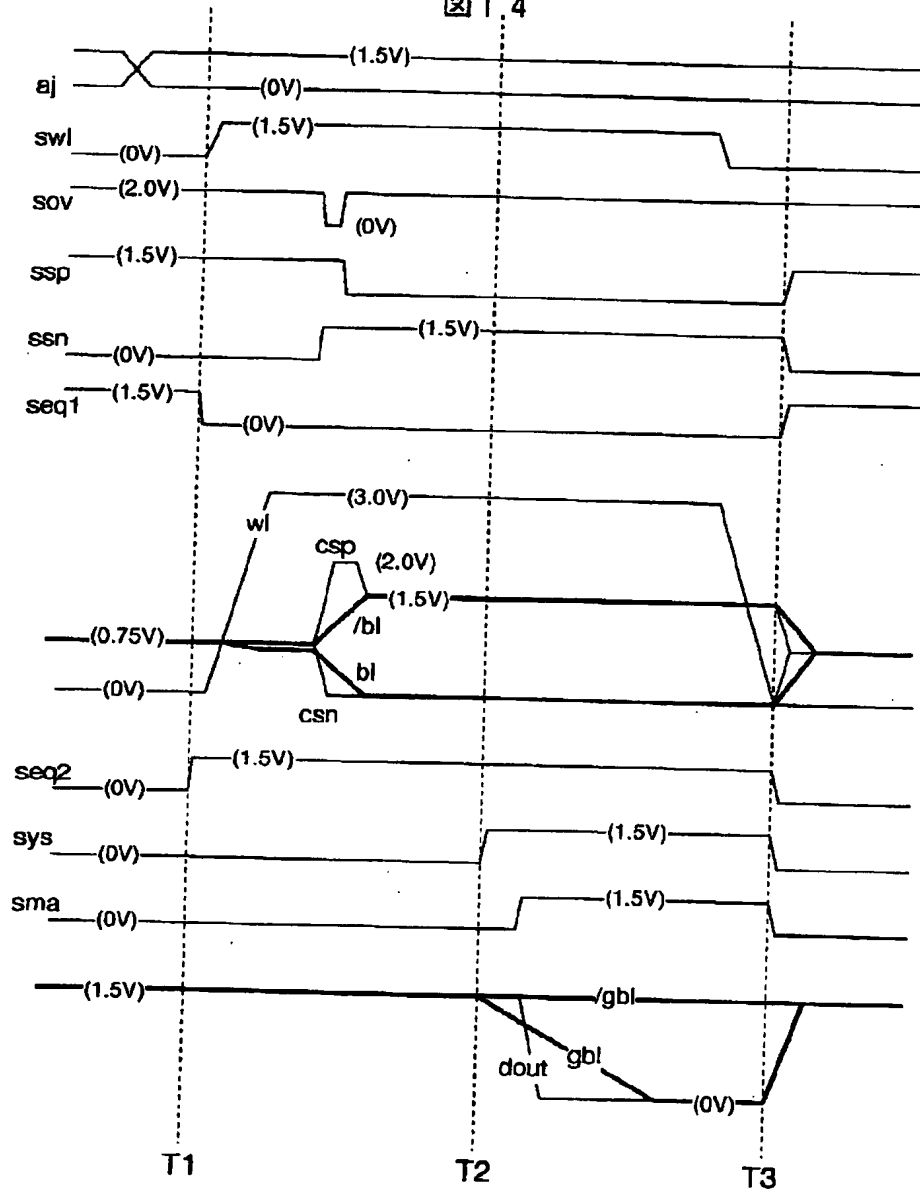 図14
(1.5V)
aj
(0V)
swl
(0V)
(1.5V)
sov
(2.0V)
(0V)
ssp
(1.5V)
ssn
(0V)
(1.5V)
seq1
(1.5V)
(0V)
wl
(3.0V)
csp
(2.0V)
(0.75V)
(1.5V)
/bl
bl
(0V)
csn
seq2
(0V)
(1.5V)
sys
(0V)
(1.5V)
sma
(0V)
(1.5V)
(1.5V)
/gbl
dout
gbl
(0V)
T1
T2
T3